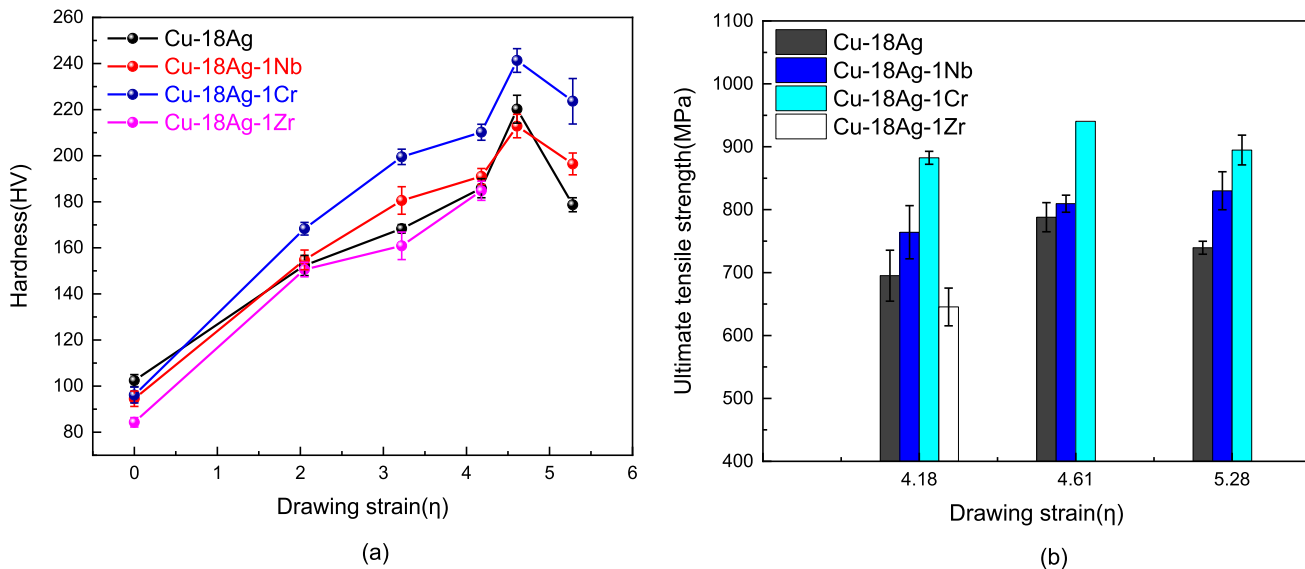 260
240
220
200
180
160
140
120
100
80
Hardness(HV)
Cu-18Ag
Cu-18Ag-1Nb
Cu-18Ag-1Cr
Cu-18Ag-1Zr
0 1 2 3 4 5 6
Drawing strain(η)
(a)
1100
1000
900
800
700
600
500
400
Ultimate tensile strength(MPa)
Cu-18Ag
Cu-18Ag-1Nb
Cu-18Ag-1Cr
Cu-18Ag-1Zr
4.18 4.61 5.28
Drawing strain(η)
(b)